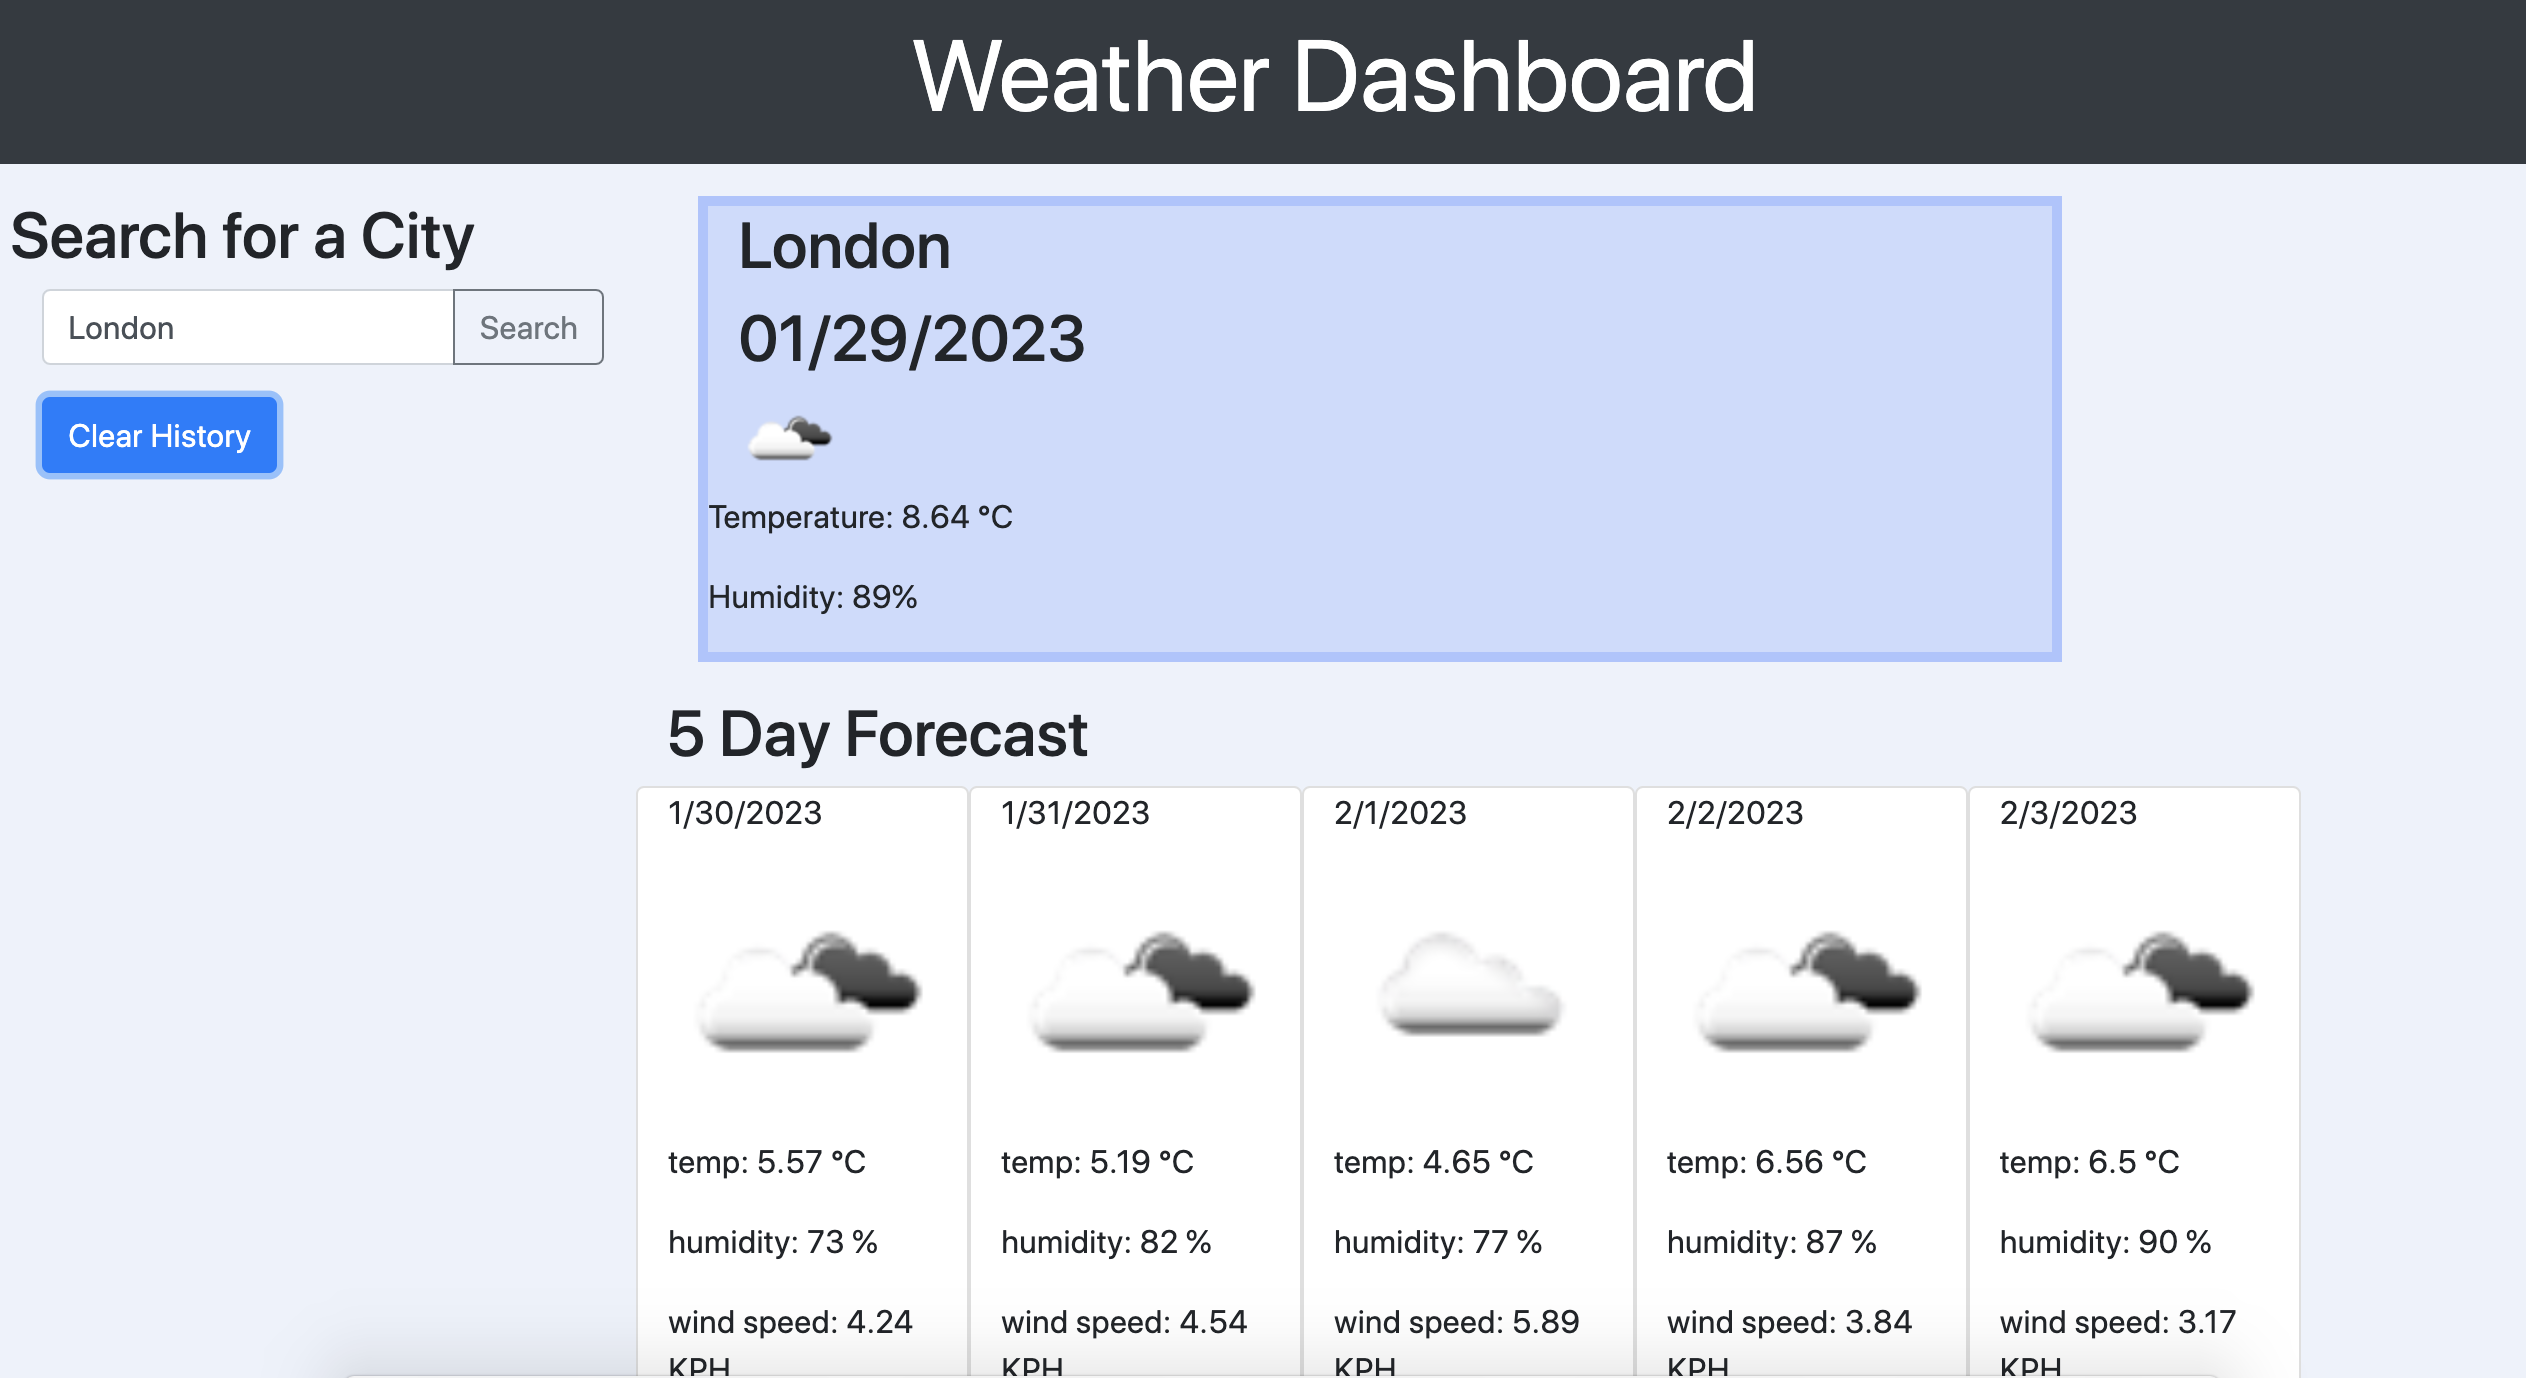 Weather Dashboard
Search for a City
London
Search
Clear History
London
01/29/2023
Temperature: 8.64 °C
Humidity: 89%
5 Day Forecast
1/30/2023
temp: 5.57 °C
humidity: 73 %
wind speed: 4.24
KPH
1/31/2023
temp: 5.19 °C
humidity: 82 %
wind speed: 4.54
KPH
2/1/2023
temp: 4.65 °C
humidity: 77 %
wind speed: 5.89
KPH
2/2/2023
temp: 6.56 °C
humidity: 87 %
wind speed: 3.84
KPH
2/3/2023
temp: 6.5 °C
humidity: 90 %
wind speed: 3.17
KPH